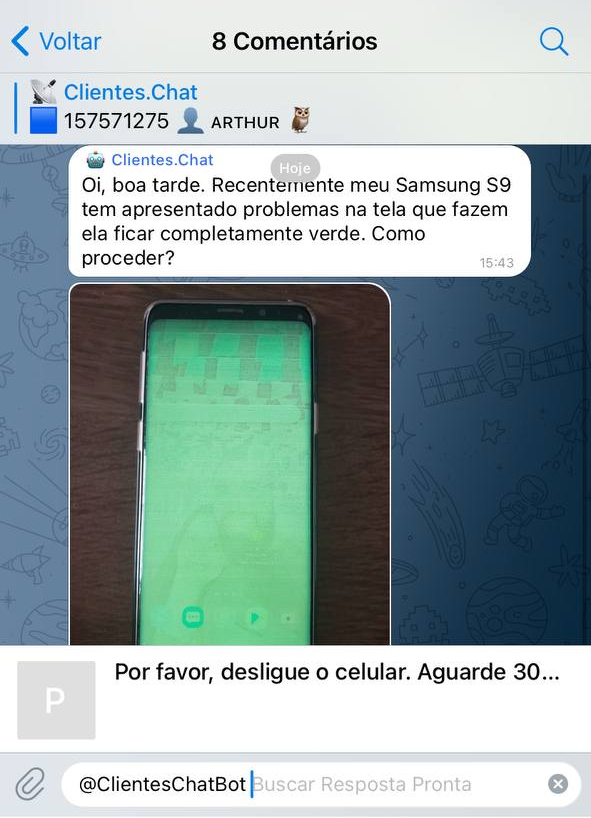 Voltar
8 Comentários
Clientes.Chat
157571275 👤 ARTHUR
Clientes.Chat
Hoje
Oi, boa tarde. Recentemente meu Samsung S9
tem apresentado problemas na tela que fazem
ela ficar completamente verde. Como
proceder?
15:43
P
Por favor, desligue o celular. Aguarde 30...
@ClientesChatBot Buscar Resposta Pronta